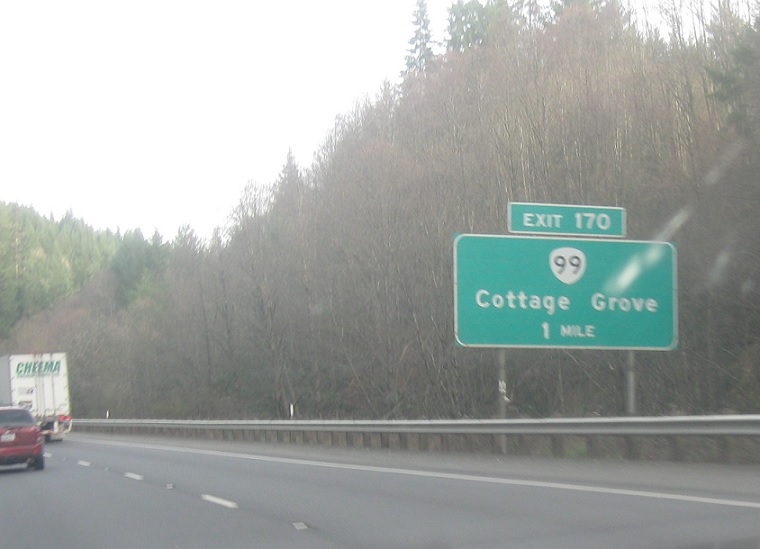 EXIT 170
99
Cottage Grove
1 MILE
CHEEMA